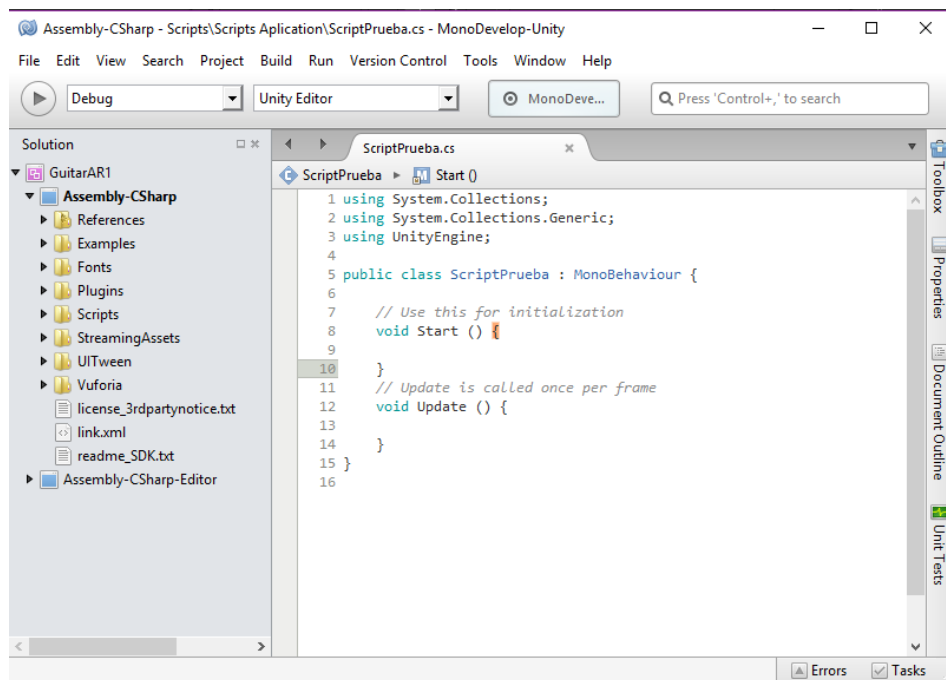 Assembly-CSharp - Scripts\Scripts Aplication\ScriptPrueba.cs - MonoDevelop-Unity
File Edit View Search Project Build Run Version Control Tools Window Help
Debug Unity Editor MonoDeve... Press 'Control+,' to search
Solution
GuitarAR1
Assembly-CSharp
References
Examples
Fonts
Plugins
Scripts
StreamingAssets
UITween
Vuforia
license_3rdpartynotice.txt
link.xml
readme_SDK.txt
Assembly-CSharp-Editor
ScriptPrueba.cs
ScriptPrueba Start ()
1 using System.Collections;
2 using System.Collections.Generic;
3 using UnityEngine;
4
5 public class ScriptPrueba : MonoBehaviour {
6
7 // Use this for initialization
8 void Start () {
9
10 }
11 // Update is called once per frame
12 void Update () {
13
14 }
15 }
16
Toolbox
Properties
Document Outline
Unit Tests
Errors Tasks